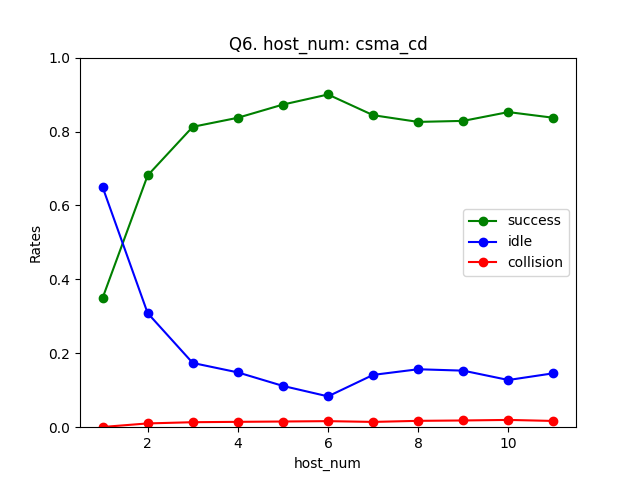 Q6. host_num: csma_cd
1.0
0.8
0.6
0.4
0.2
0.0
Rates
success
idle
collision
2 4 6 8 10
host_num